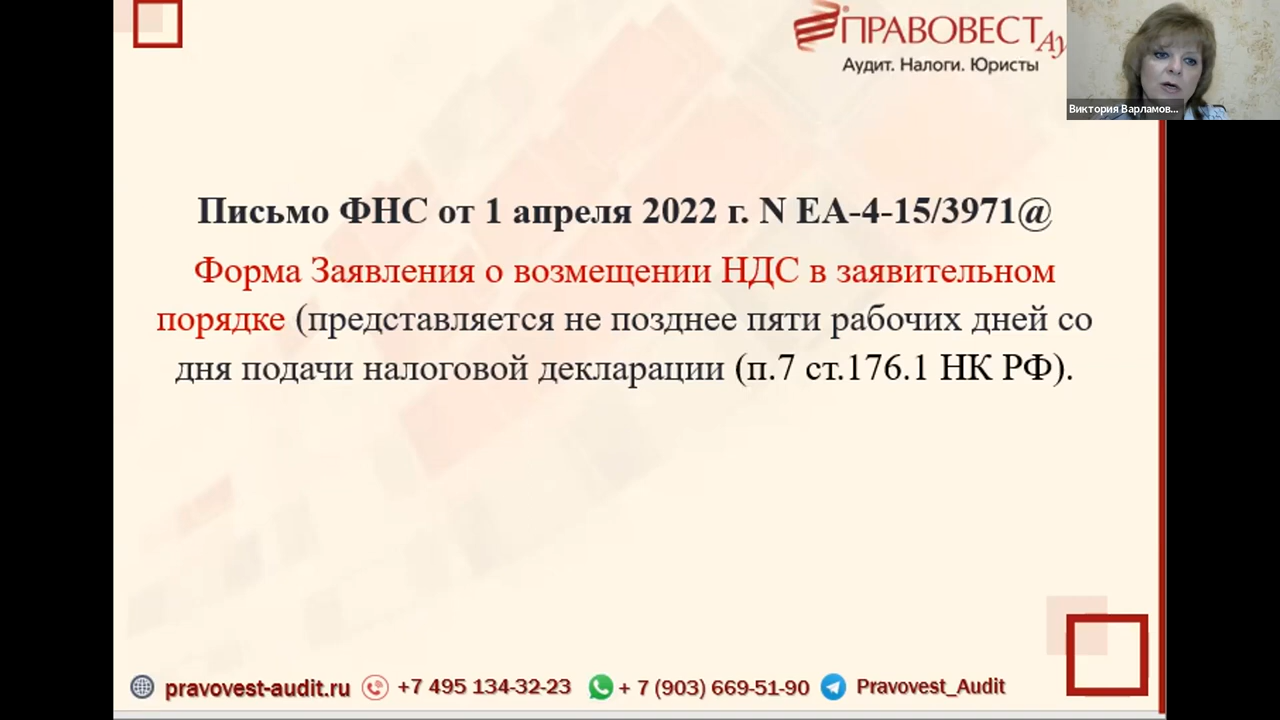 ПРАВОВЕСТ
Аудит. Налоги. Юристы
Виктория Варламов...
Письмо ФНС от 1 апреля 2022 г. N ЕА-4-15/3971@
Форма Заявления о возмещении НДС в заявительном
порядке (представляется не позднее пяти рабочих дней со
дня подачи налоговой декларации (п.7 ст.176.1 НК РФ).
pravovest-audit.ru +7 495 134-32-23 + 7 (903) 669-51-90 Pravovest_Audit